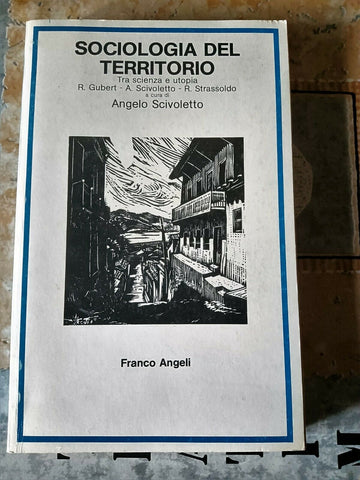 SOCIOLOGIA DEL
TERRITORIO
Tra scienza e utopia
R. Gubert - A. Scivoletto - R. Strassoldo
a cura di
Angelo Scivoletto
Franco Angeli